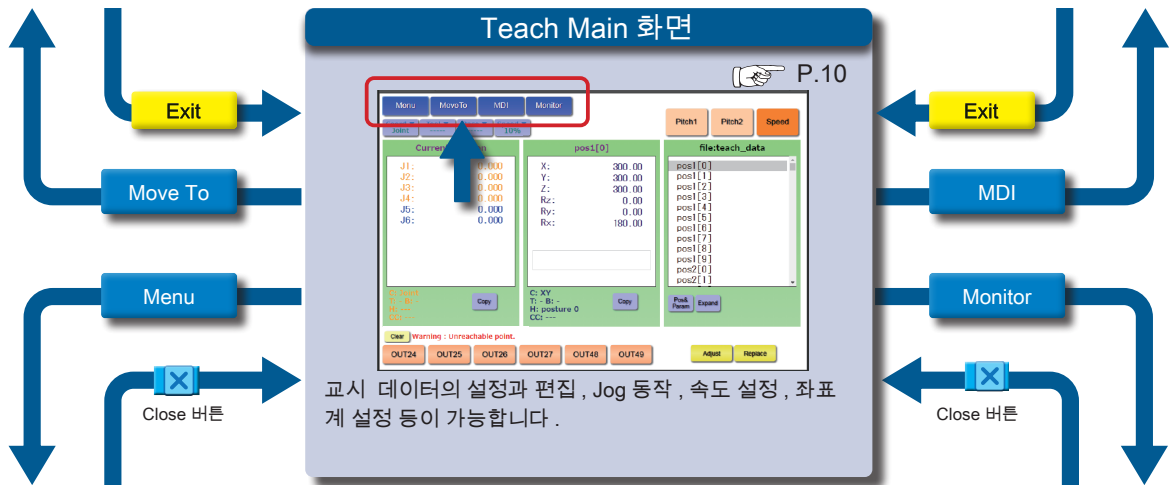 Teach Main 화면
P.10
Exit
Exit
Move To
MDI
Menu
Monitor
Close 버튼
Close 버튼
Menu MoveTo MDI Monitor
Joint ----- 10%
Pitch1 Pitch2 Speed
pos1[0]
file:teach_data
J1: 0.000
J2: 0.000
J3: 0.000
J4: 0.000
J5: 0.000
J6: 0.000
X: 300.00
Y: 300.00
Z: 300.00
Rz: 0.00
Ry: 0.00
Rx: 180.00
pos1[0]
pos1[1]
pos1[2]
pos1[3]
pos1[4]
pos1[5]
pos1[6]
pos1[7]
pos1[8]
pos1[9]
pos2[0]
pos2[1]
Copy
C: XY
T: - B: -
H: posture 0
CC: ---
Copy
Pos& Param
Expand
Clear Warning : Unreachable point.
OUT24 OUT25 OUT26 OUT27 OUT48 OUT49
Adjust Replace
교시 데이터의 설정과 편집 , Jog 동작 , 속도 설정 , 좌표
계 설정 등이 가능합니다 .